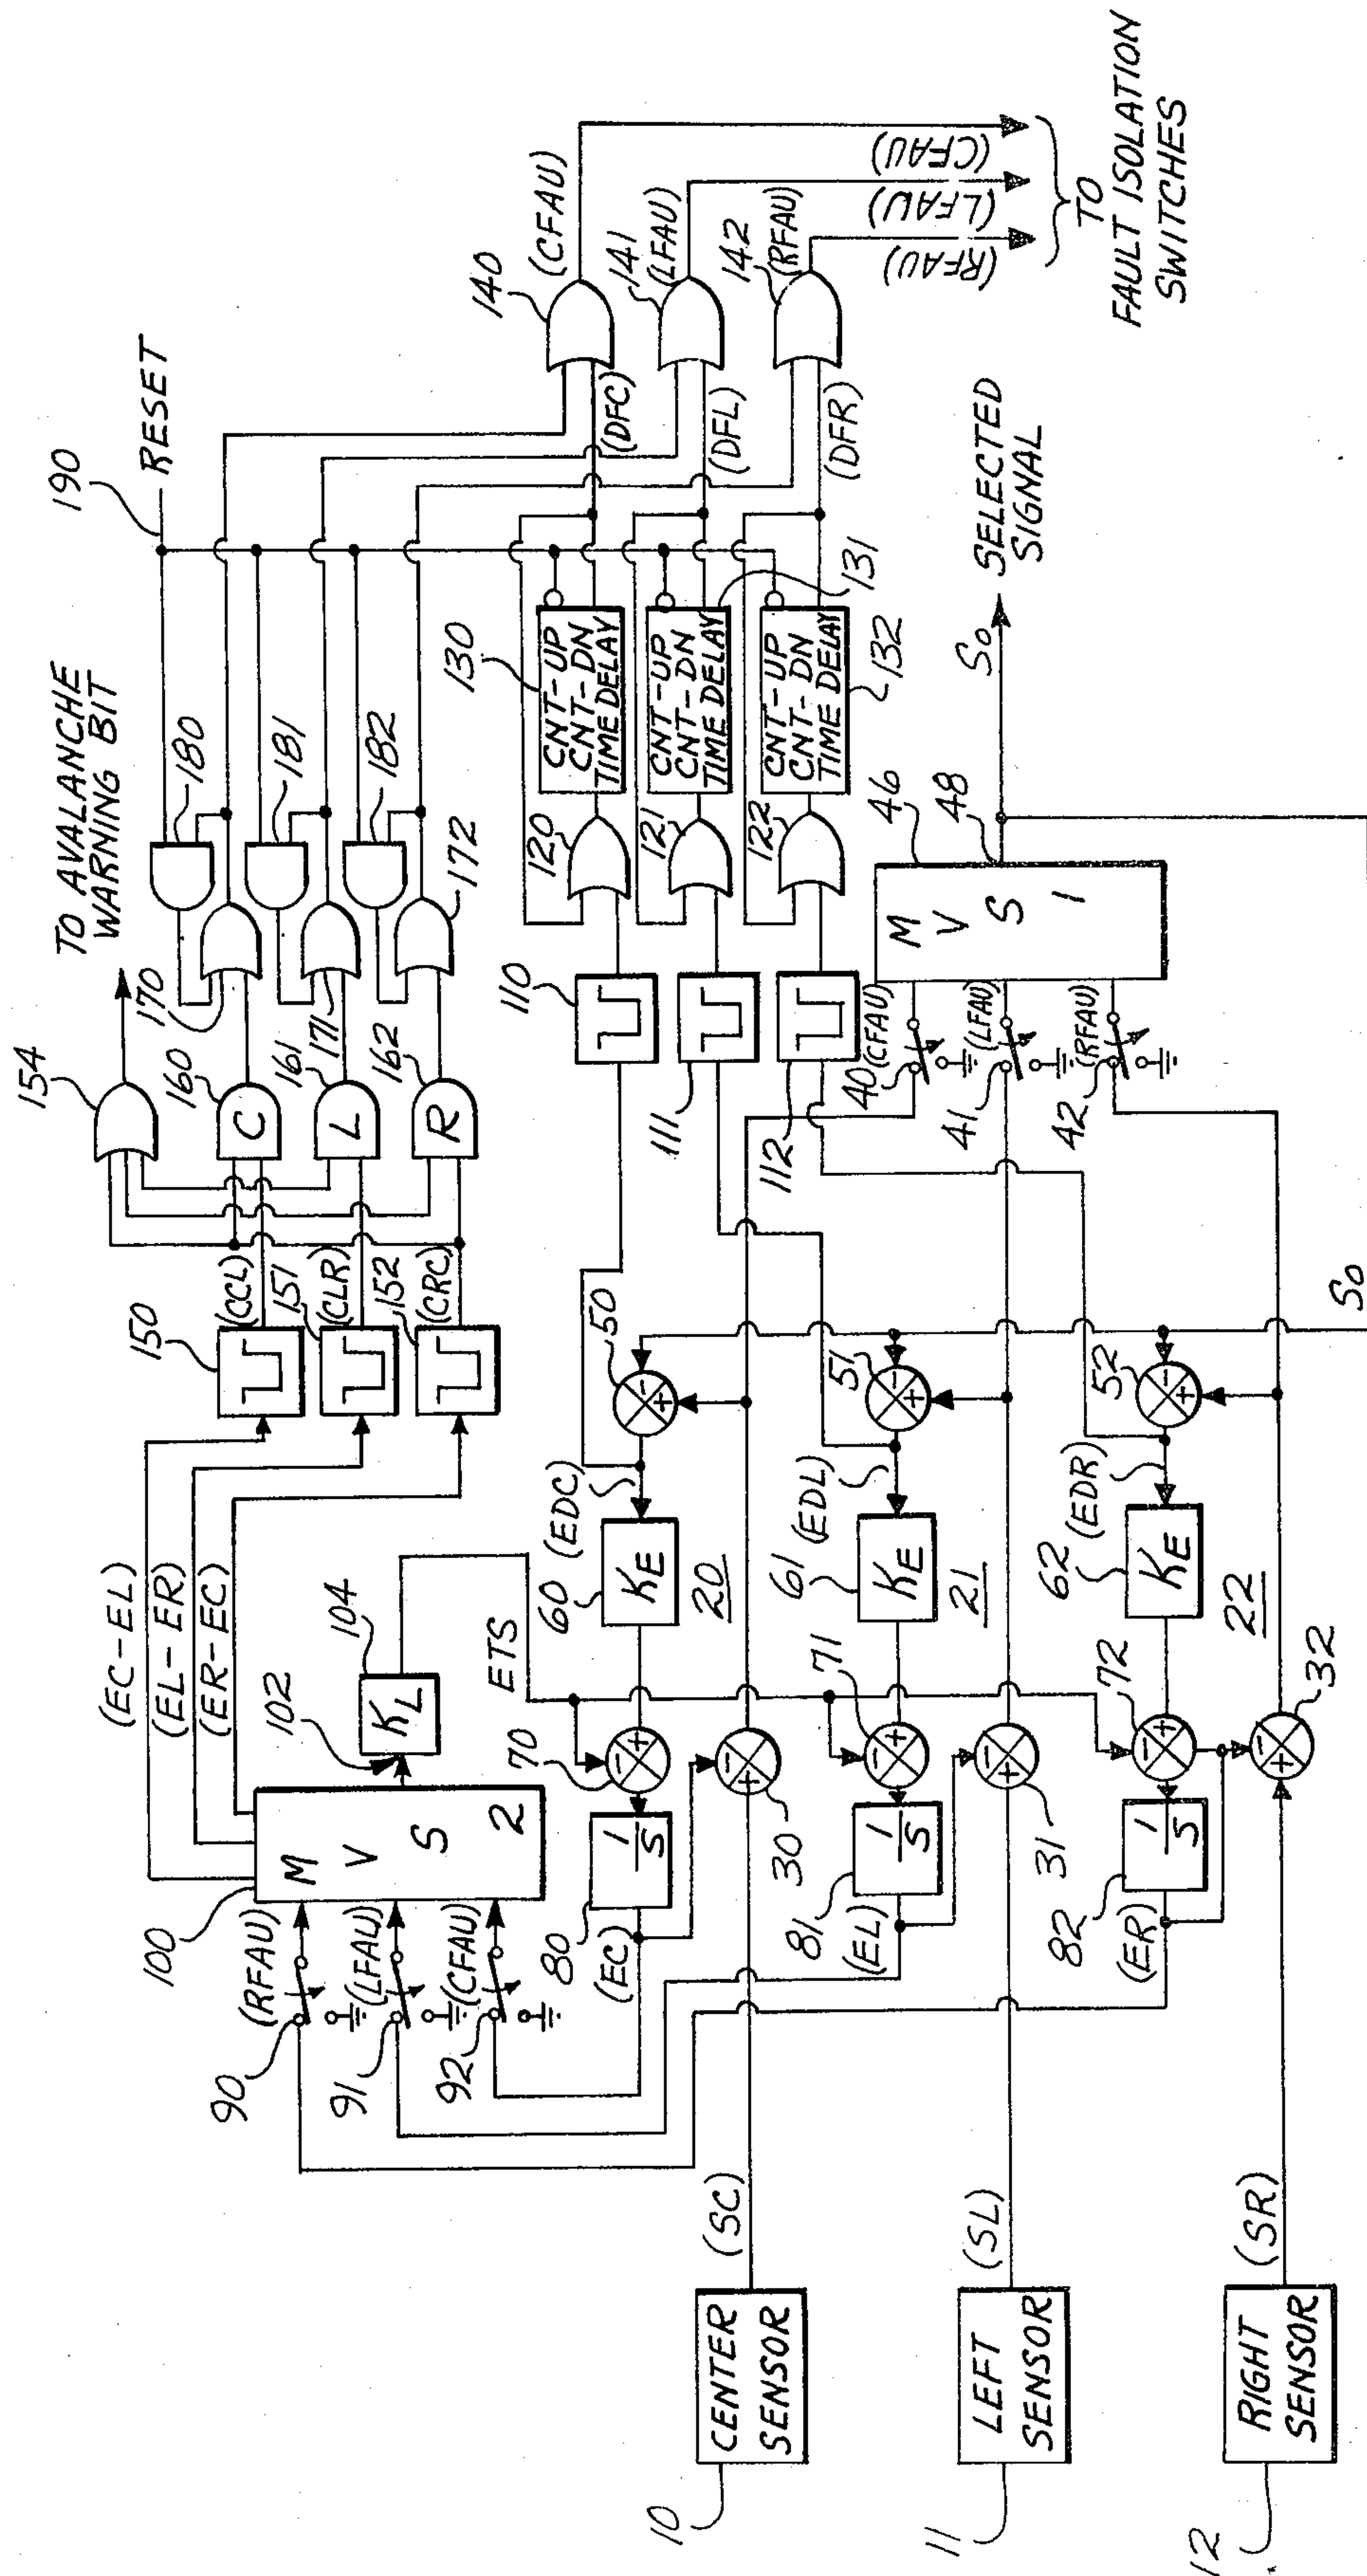 TO AVALANCHE
WARNING BIT
190
RESET
154
170
180
181
182
172
160
C
161
L
171
162
R
150
(CCL)
151
(CLR)
152
(CRC)
(EC-EL)
(EL-ER)
(ER-EC)
100
M
V
S
2
102
104
KL
ETS
90
(RFAU)
91
(LFAU)
92
(CFAU)
110
111
112
120
121
122
130
CNT-UP
CNT-DN
TIME DELAY
131
CNT-UP
CNT-DN
TIME DELAY
132
CNT-UP
CNT-DN
TIME DELAY
140
(CFAU)
(DFC)
141
(LFAU)
(DFL)
142
(RFAU)
(DFR)
(CFAU)
(LFAU)
(RFAU)
TO
FAULT ISOLATION
SWITCHES
10
CENTER
SENSOR
(SC)
80
1
S
(EC)
70
-
+
60
KE
(EDC)
50
-
+
20
30
-
+
40
(CFAU)
41
(LFAU)
42
(RFAU)
46
M
V
S
1
48
So
SELECTED
SIGNAL
11
LEFT
SENSOR
(SL)
81
1
S
(EL)
71
-
+
61
KE
(EDL)
51
-
+
21
31
-
+
12
RIGHT
SENSOR
(SR)
82
1
S
(ER)
72
-
+
62
KE
(EDR)
52
-
+
22
32
-
+
So